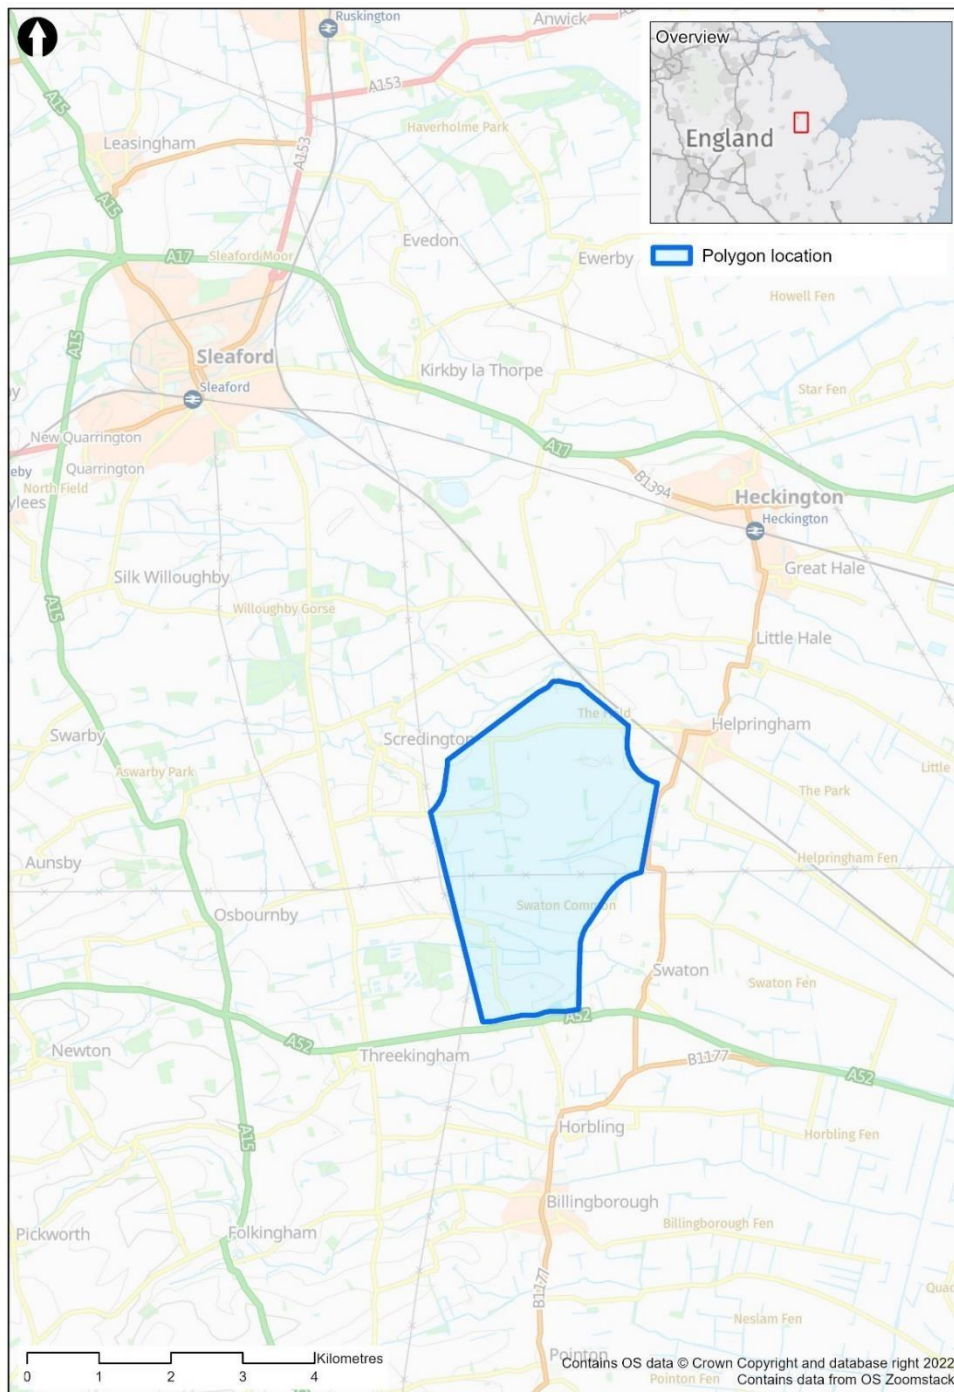 Ruskington
Anwick
Overview
England
A15
A153
Leasingham
A153
Haverholme Park
A15
Evedon
Polygon location
A17
Sleaford Moor
Ewerby
Howell Fen
A15
Sleaford
Sleaford
Kirkby la Thorpe
Star Fen
New Quarrington
A17
Quarrington
eby
North Field
ylees
B1394
Heckington
Heckington
Silk Willoughby
Great Hale
A15
Willoughby Gorse
Little Hale
Swarby
Scredington
Helpringham
Aswarby Park
Little
The Park
Aunsby
Helpringham Fen
Osbournby
Swaton Common
Swaton
Swaton Fen
A52
Newton
A52
Threekingham
B1177
A52
A15
Horbling
Horbling Fen
Billingborough
Pickworth
Folkingham
Billingborough Fen
B1177
Neslam Fen
Pointon
Pointon Fen
Kilometres
0 1 2 3 4
Contains OS data © Crown Copyright and database right 2022
Contains data from OS Zoomstack